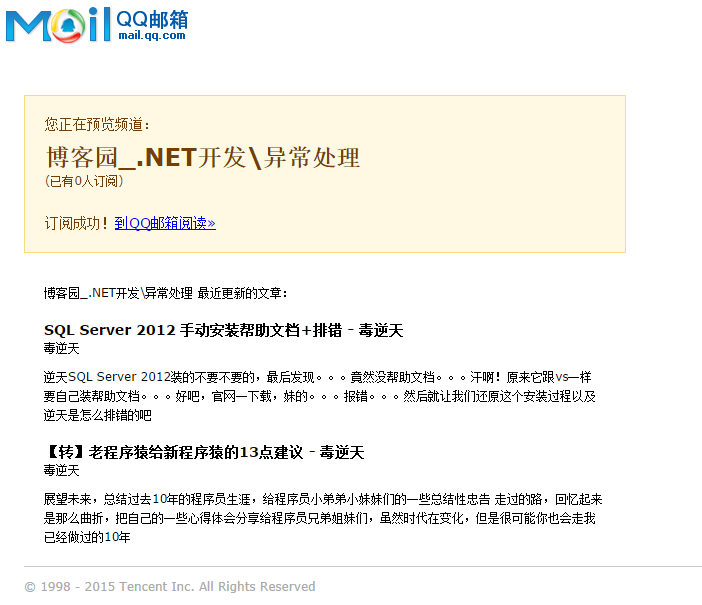 Mail QQ邮箱
mail.qq.com
您正在预览频道：
博客园_.NET开发\异常处理
(已有0人订阅)
订阅成功！到QQ邮箱阅读»
博客园_.NET开发\异常处理 最近更新的文章：
SQL Server 2012 手动安装帮助文档+排错 - 毒逆天
毒逆天
逆天SQL Server 2012装的不要不要的，最后发现。。。竟然没帮助文档。。。汗啊！原来它跟vs一样
要自己装帮助文档。。。好吧，官网一下载，妹的。。。报错。。。然后就让我们还原这个安装过程以及
逆天是怎么排错的吧
【转】老程序猿给新程序猿的13点建议 - 毒逆天
毒逆天
展望未来，总结过去10年的程序员生涯，给程序员小弟弟小妹妹们的一些总结性忠告 走过的路，回忆起来
是那么曲折，把自己的一些心得体会分享给程序员兄弟姐妹们，虽然时代在变化，但是很可能你也会走我
已经做过的10年
© 1998 - 2015 Tencent Inc. All Rights Reserved